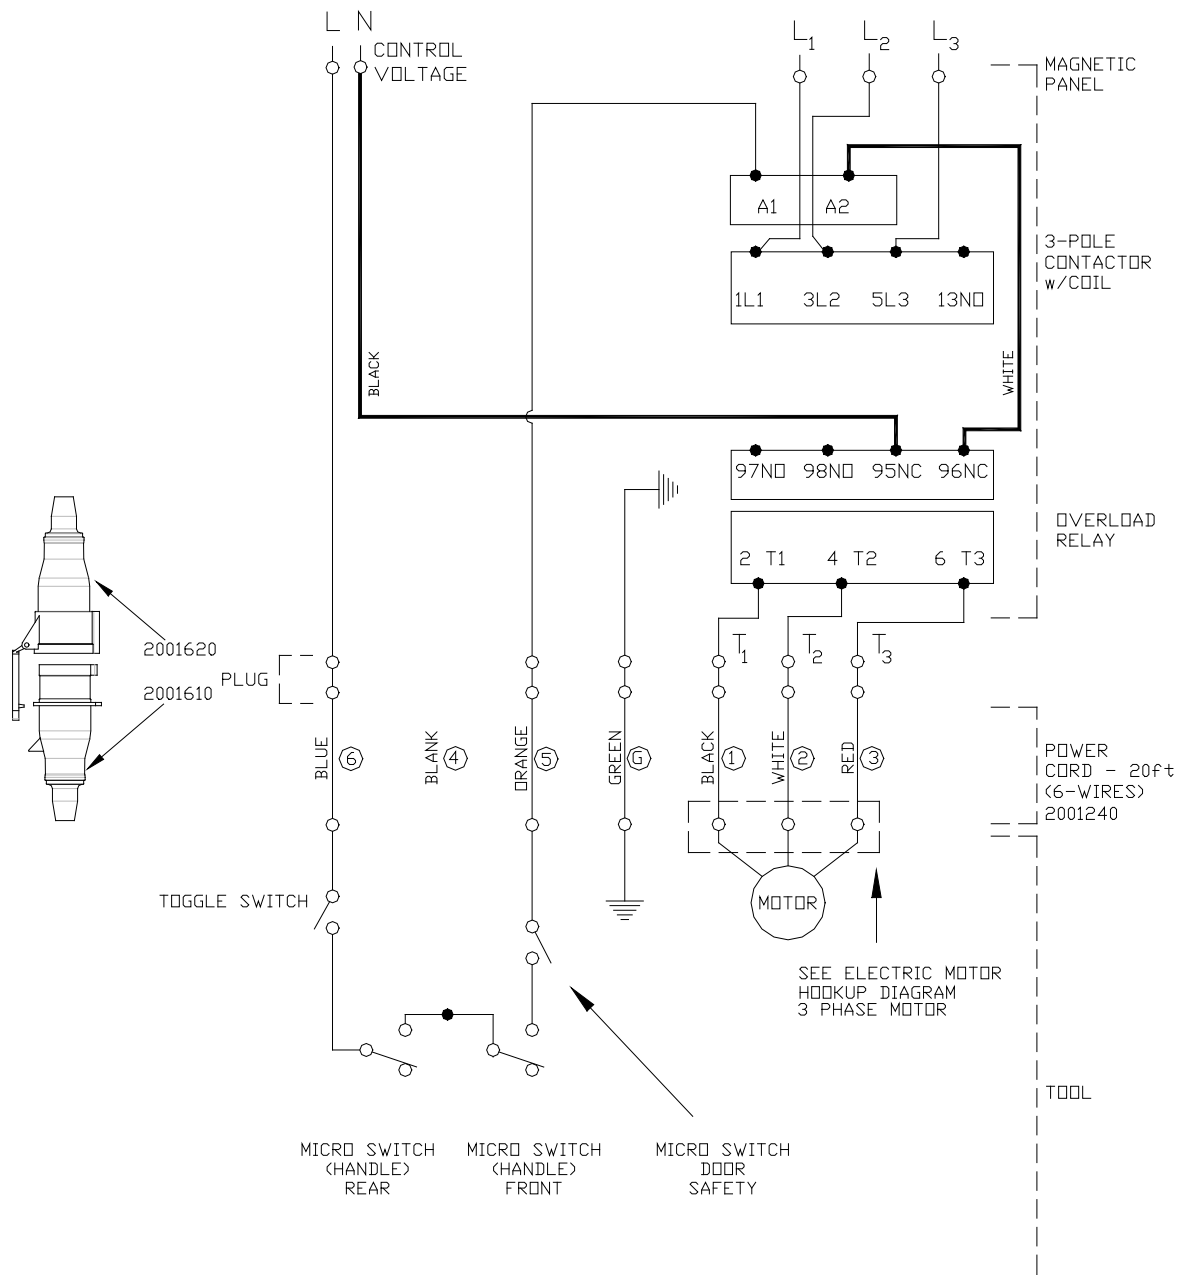 L N
CONTROL
VOLTAGE
L1
L2
L3
MAGNETIC
PANEL
A1 A2
3-POLE
CONTACTOR
W/COIL
1L1 3L2 5L3 13NO
BLACK
WHITE
97NO 98NO 95NC 96NC
OVERLOAD
RELAY
2 T1 4 T2 6 T3
2001620
PLUG
2001610
T1
T2
T3
BLUE
6
BLANK
4
ORANGE
5
GREEN
G
BLACK
1
WHITE
2
RED
3
POWER
CORD - 20ft
(6-WIRES)
2001240
TOGGLE SWITCH
MOTOR
SEE ELECTRIC MOTOR
HOOKUP DIAGRAM
3 PHASE MOTOR
TOOL
MICRO SWITCH
(HANDLE)
REAR
MICRO SWITCH
(HANDLE)
FRONT
MICRO SWITCH
DOOR
SAFETY